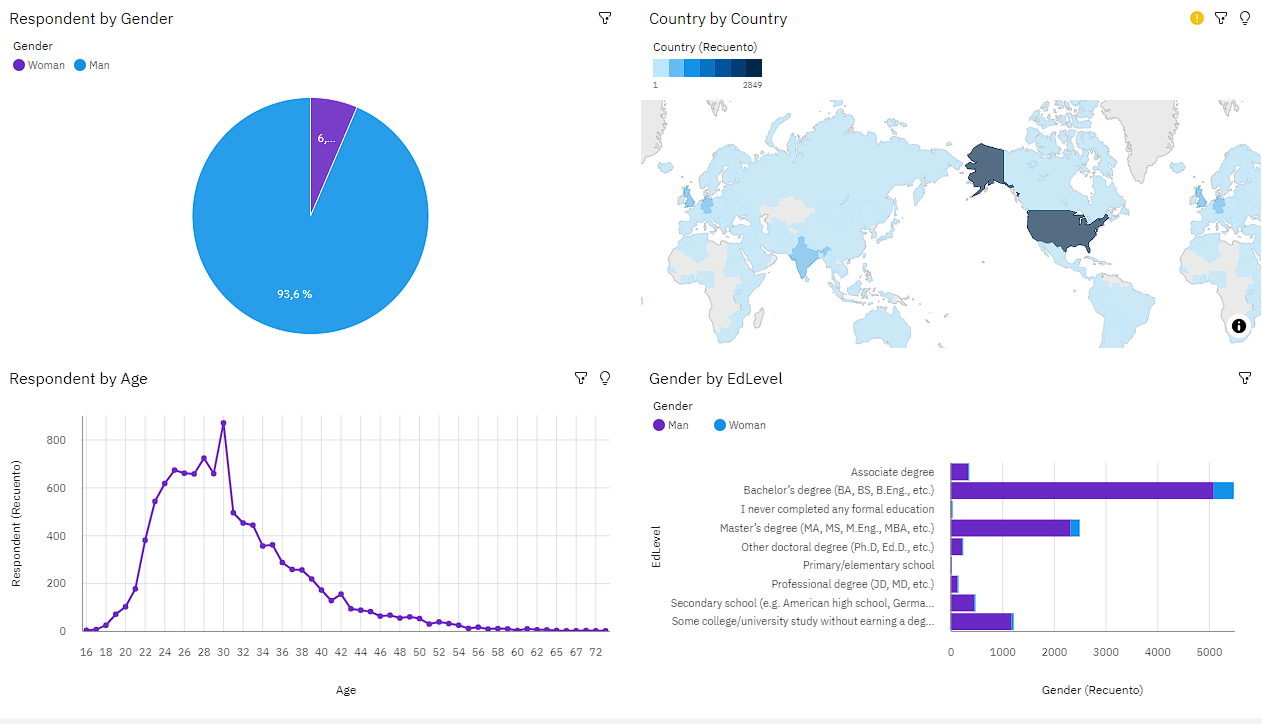 Respondent by Gender
Gender
Woman Man
6,...
93,6 %
Country by Country
Country (Recuento)
1 2849
Respondent by Age
Respondent (Recuento)
800
600
400
200
0
16 18 20 22 24 26 28 30 32 34 36 38 40 42 44 46 48 50 52 54 56 58 60 62 65 67 72
Age
Gender by EdLevel
Gender
Man Woman
EdLevel
Associate degree
Bachelor’s degree (BA, BS, B.Eng., etc.)
I never completed any formal education
Master’s degree (MA, MS, M.Eng., MBA, etc.)
Other doctoral degree (Ph.D, Ed.D., etc.)
Primary/elementary school
Professional degree (JD, MD, etc.)
Secondary school (e.g. American high school, Germa...
Some college/university study without earning a deg...
0 1000 2000 3000 4000 5000
Gender (Recuento)